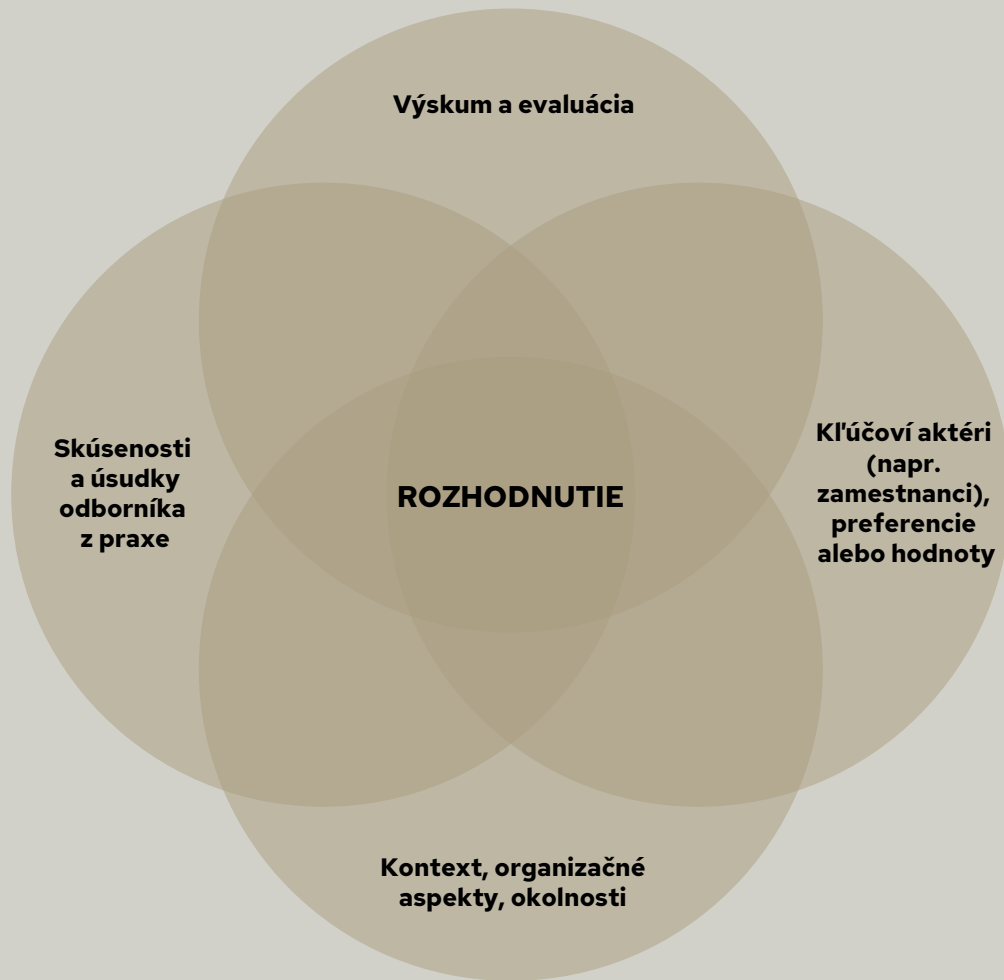 Výskum a evaluácia
Skúsenosti
a úsudky
odborníka
z praxe
ROZHODNUTIE
Kľúčoví aktéri
(napr.
zamestnanci),
preferencie
alebo hodnoty
Kontext, organizačné
aspekty, okolnosti